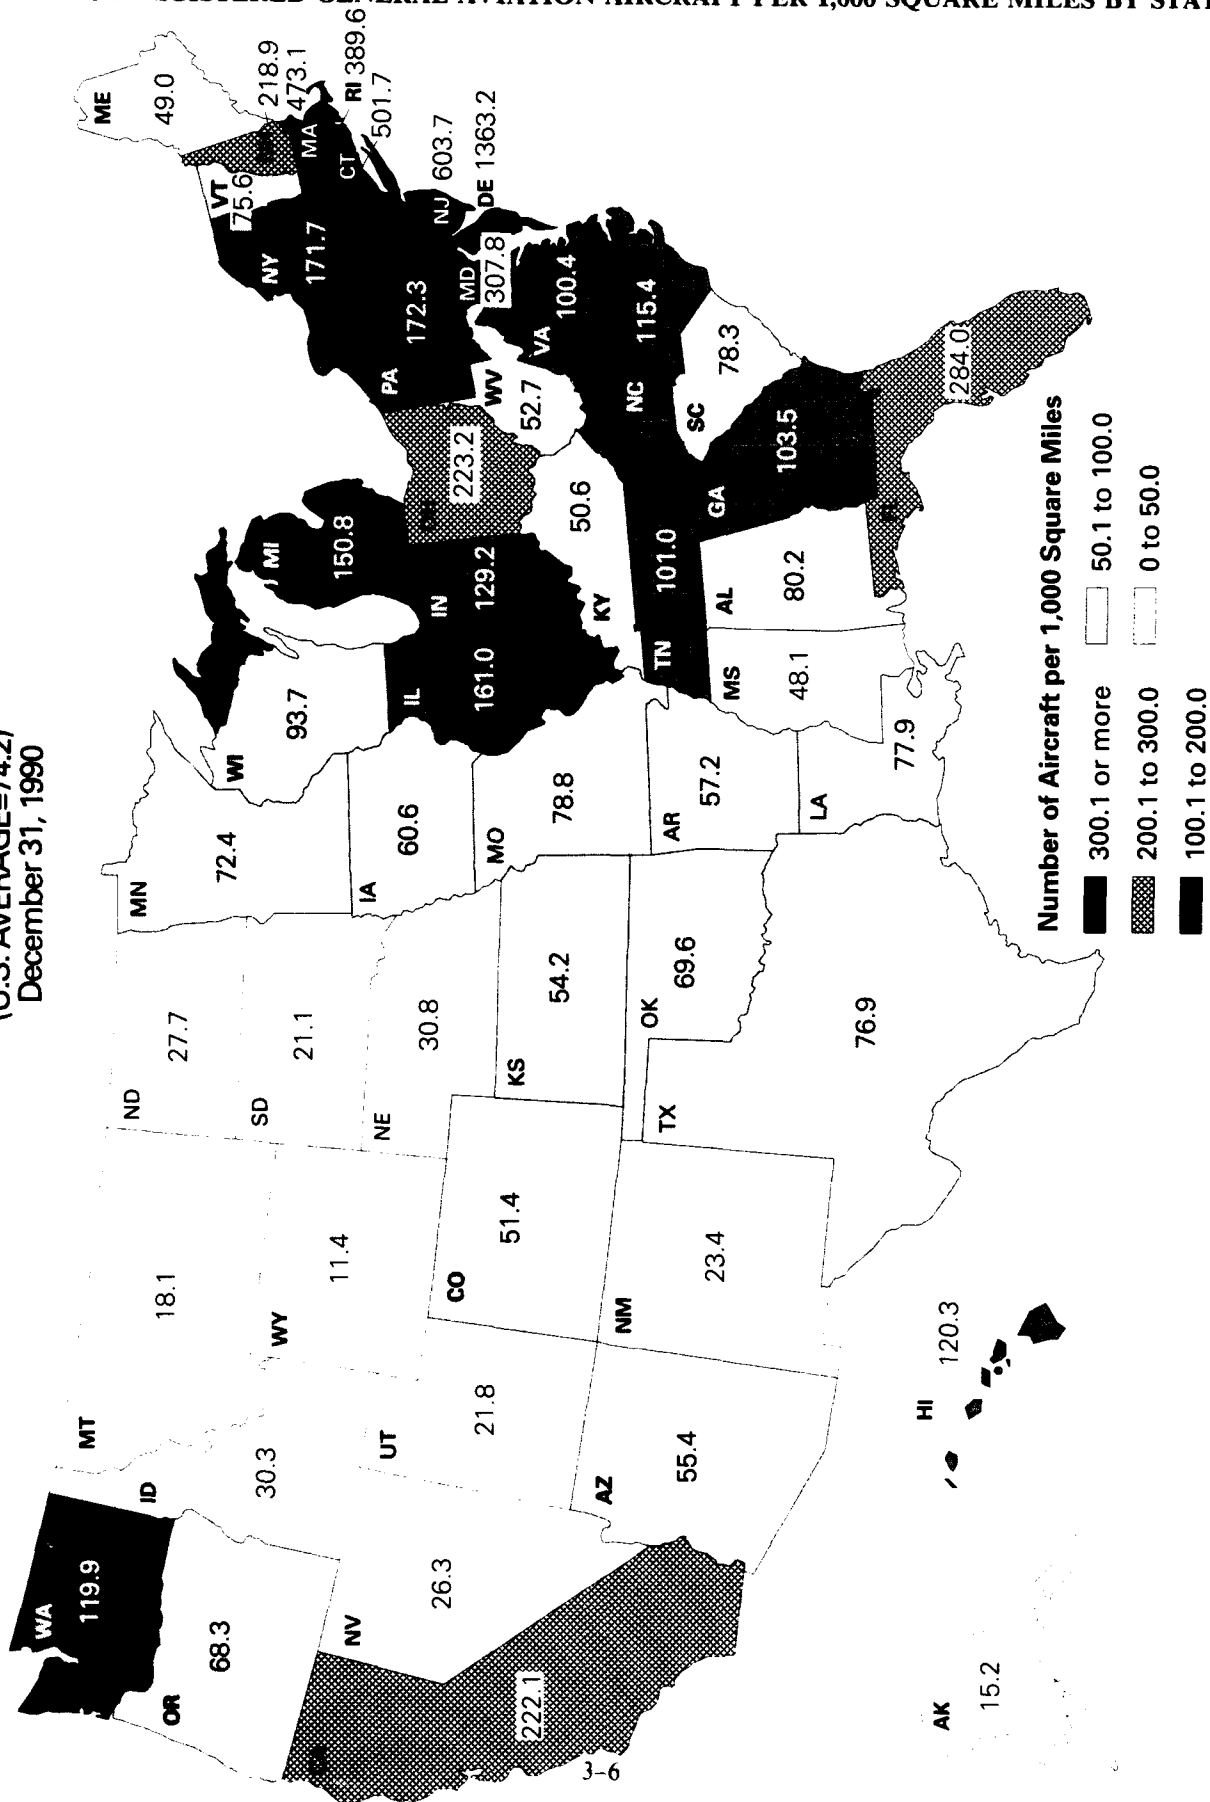 REGISTERED GENERAL AVIATION AIRCRAFT PER 1,000 SQUARE MILES BY
(U.S. AVERAGE=74.2)
December 31, 1990
WA
119.9
OR
68.3
CA
222.1
NV
26.3
ID
30.3
MT
18.1
WY
11.4
UT
21.8
AZ
55.4
CO
51.4
NM
23.4
ND
27.7
SD
21.1
NE
30.8
KS
54.2
OK
69.6
TX
76.9
MN
72.4
IA
60.6
MO
78.8
AR
57.2
LA
77.9
WI
93.7
IL
161.0
MI
150.8
IN
129.2
OH
223.2
KY
50.6
TN
101.0
MS
48.1
AL
80.2
GA
103.5
FL
284.0
SC
78.3
NC
115.4
VA
100.4
WV
52.7
MD
307.8
DE 1363.2
NJ 603.7
PA
172.3
NY
171.7
CT
501.7
RI 389.6
MA
473.1
218.9
VT
75.6
ME
49.0
AK
15.2
HI
120.3
Number of Aircraft per 1,000 Square Miles
300.1 or more
50.1 to 100.0
200.1 to 300.0
0 to 50.0
100.1 to 200.0
3-6